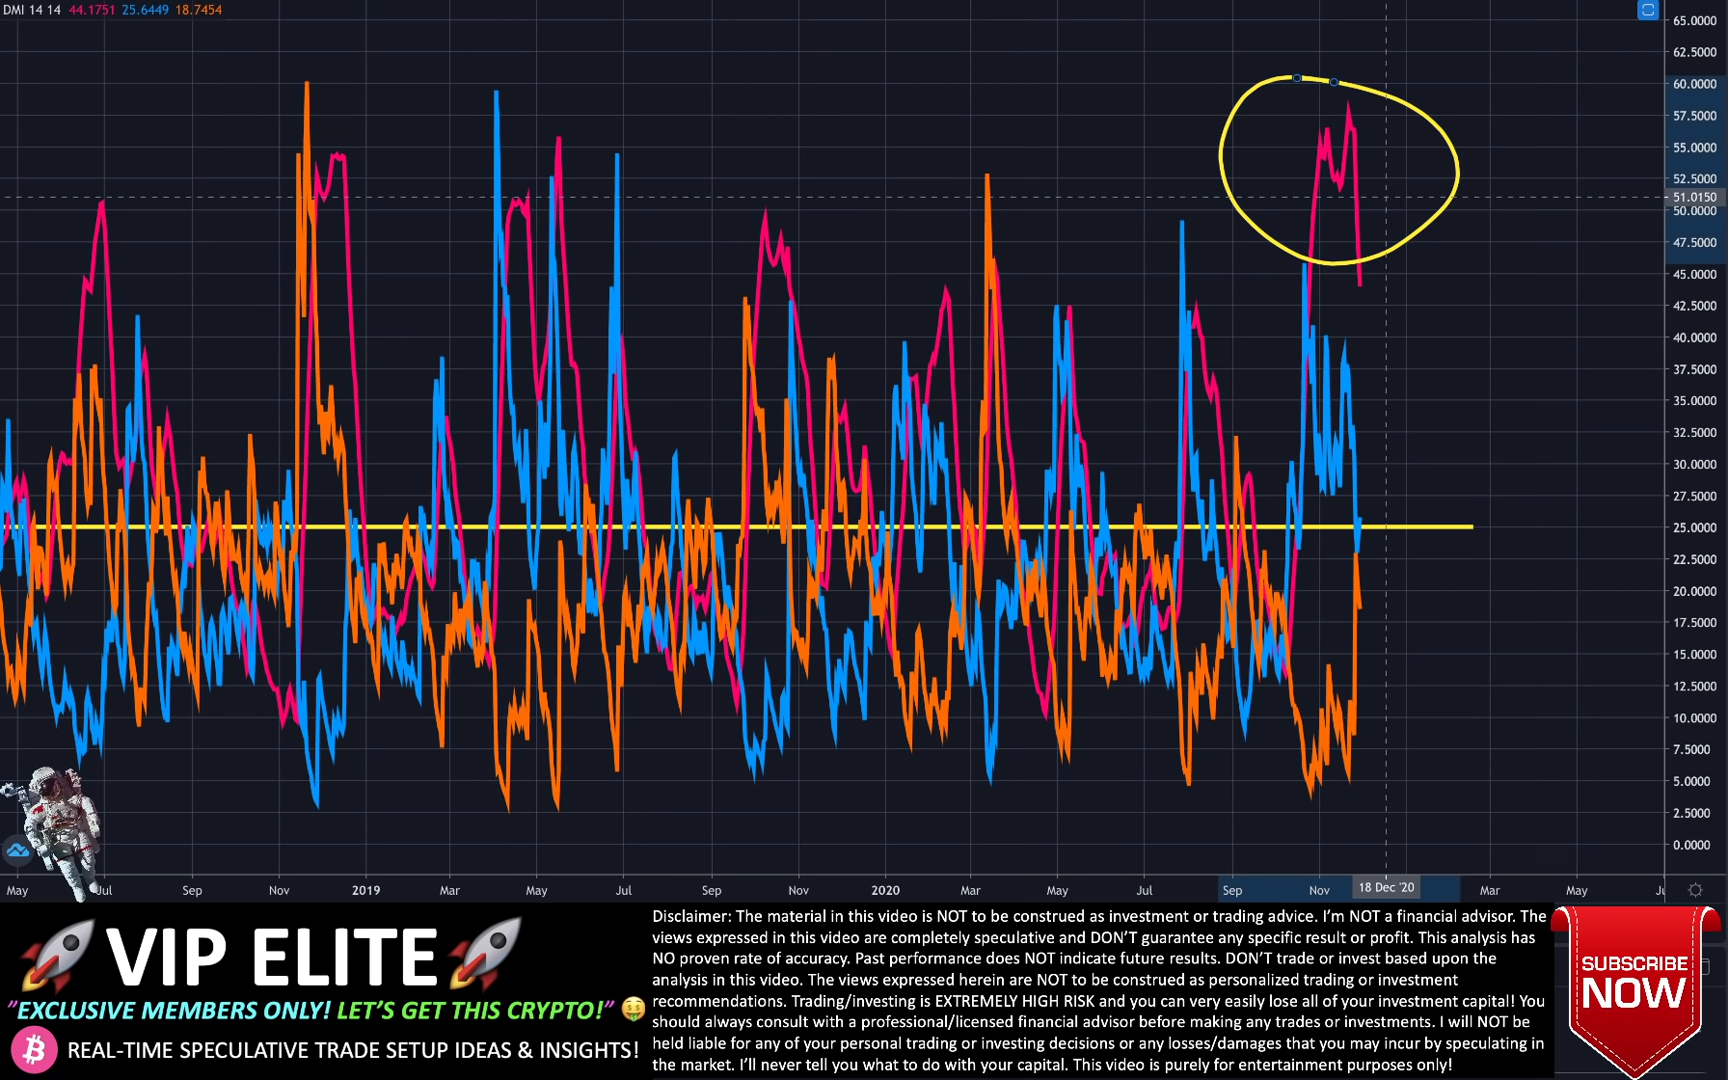 DMI 14 14 44.1751 25.6449 18.7454
65.0000
62.5000
60.0000
57.5000
55.0000
52.5000
51.0150
50.0000
47.5000
45.0000
42.5000
40.0000
37.5000
35.0000
32.5000
30.0000
27.5000
25.0000
22.5000
20.0000
17.5000
15.0000
12.5000
10.0000
7.5000
5.0000
2.5000
0.0000
May Jul Sep Nov 2019 Mar May Jul Sep Nov 2020 Mar May Jul Sep Nov 18 Dec '20 Mar May Ju
VIP ELITE
"EXCLUSIVE MEMBERS ONLY! LET'S GET THIS CRYPTO!"
REAL-TIME SPECULATIVE TRADE SETUP IDEAS & INSIGHTS!
Disclaimer: The material in this video is NOT to be construed as investment or trading advice. I'm NOT a financial advisor. The
views expressed in this video are completely speculative and DON'T guarantee any specific result or profit. This analysis has
NO proven rate of accuracy. Past performance does NOT indicate future results. DON'T trade or invest based upon the
analysis in this video. The views expressed herein are NOT to be construed as personalized trading or investment
recommendations. Trading/investing is EXTREMELY HIGH RISK and you can very easily lose all of your investment capital! You
should always consult with a professional/licensed financial advisor before making any trades or investments. I will NOT be
held liable for any of your personal trading or investing decisions or any losses/damages that you may incur by speculating in
the market. I'll never tell you what to do with your capital. This video is purely for entertainment purposes only!
SUBSCRIBE
NOW